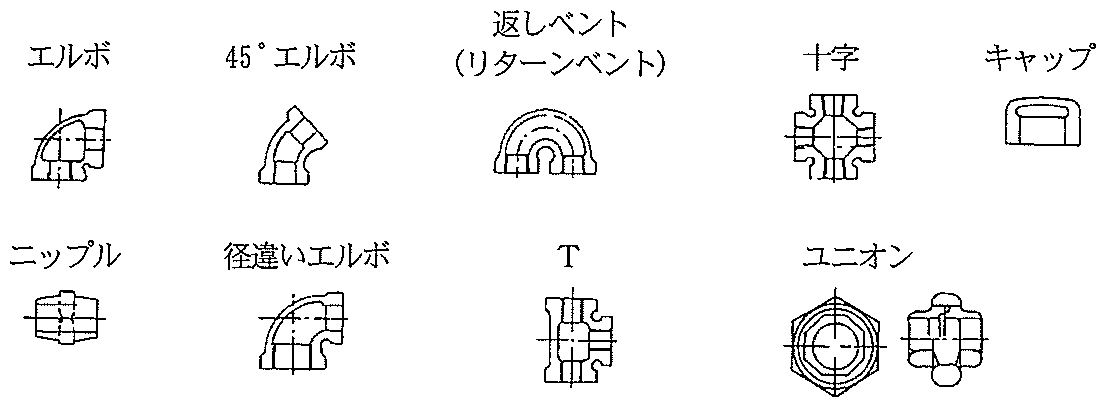 エルボ
45°エルボ
返しベント
(リターンベント)
十字
キャップ
ニップル
径違いエルボ
T
ユニオン